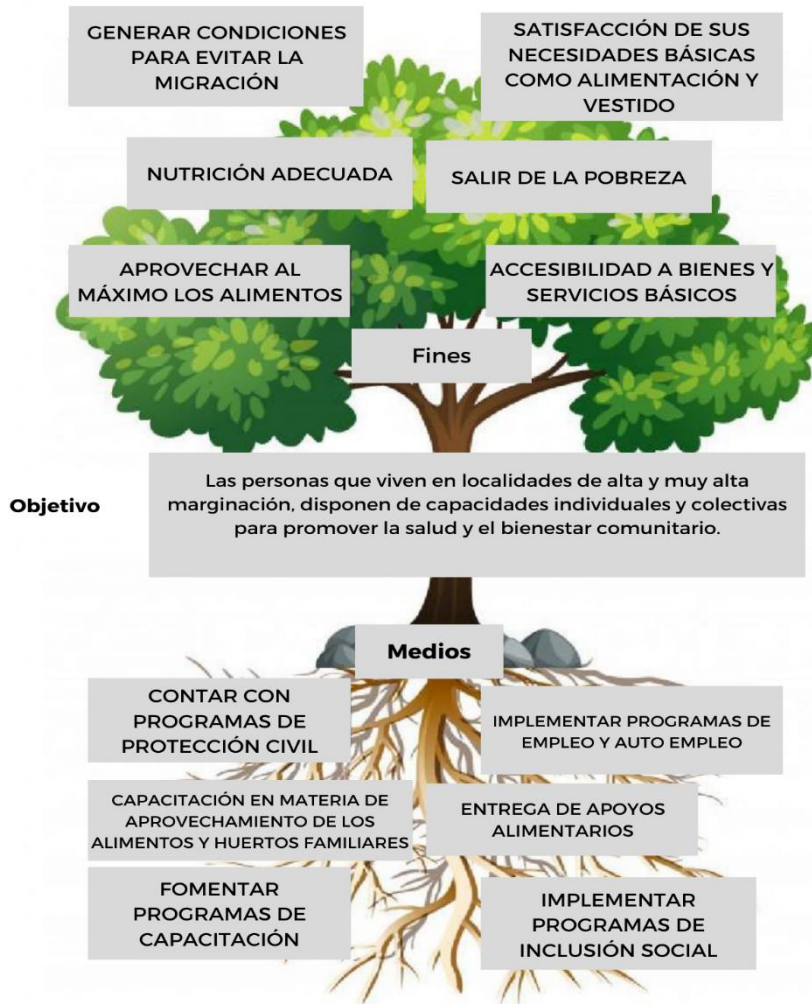 GENERAR CONDICIONES
PARA EVITAR LA
MIGRACIÓN
SATISFACCIÓN DE SUS
NECESIDADES BÁSICAS
COMO ALIMENTACIÓN Y
VESTIDO
NUTRICIÓN ADECUADA
SALIR DE LA POBREZA
APROVECHAR AL
MÁXIMO LOS ALIMENTOS
ACCESIBILIDAD A BIENES Y
SERVICIOS BÁSICOS
Fines
Objetivo
Las personas que viven en localidades de alta y muy alta
marginación, disponen de capacidades individuales y colectivas
para promover la salud y el bienestar comunitario.
Medios
CONTAR CON
PROGRAMAS DE
PROTECCIÓN CIVIL
IMPLEMENTAR PROGRAMAS DE
EMPLEO Y AUTO EMPLEO
CAPACITACIÓN EN MATERIA DE
APROVECHAMIENTO DE LOS
ALIMENTOS Y HUERTOS FAMILIARES
ENTREGA DE APOYOS
ALIMENTARIOS
FOMENTAR
PROGRAMAS DE
CAPACITACIÓN
IMPLEMENTAR
PROGRAMAS DE
INCLUSIÓN SOCIAL